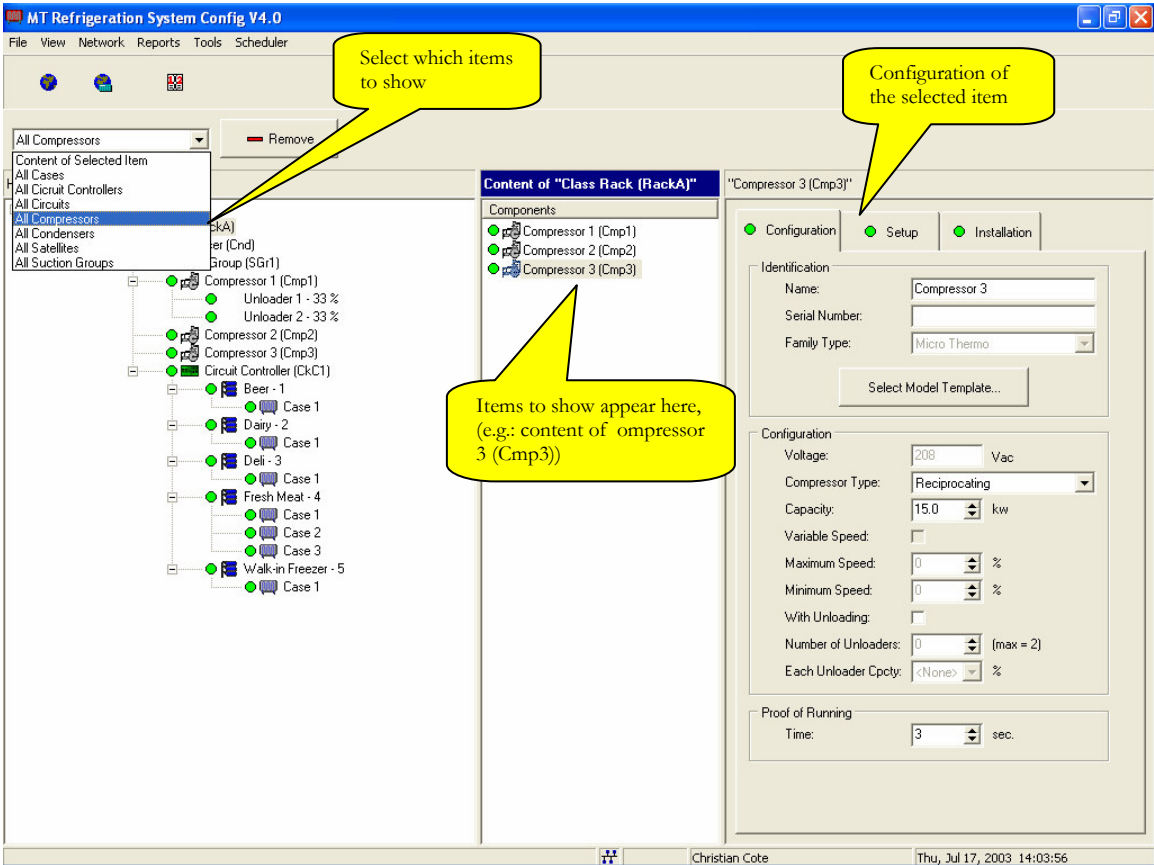 MT Refrigeration System Config V4.0
File View Network Reports Tools Scheduler
Select which items
to show
Configuration of
the selected item
All Compressors
Remove
Content of Selected Item
All Cases
All Cicruit Controllers
All Circuits
All Compressors
All Condensers
All Satellites
All Suction Groups
ckA)
er (Cnd)
Group (SGr1)
Compressor 1 (Cmp1)
Unloader 1 - 33 %
Unloader 2 - 33 %
Compressor 2 (Cmp2)
Compressor 3 (Cmp3)
Circuit Controller (CkC1)
Beer - 1
Case 1
Dairy - 2
Case 1
Deli - 3
Case 1
Fresh Meat - 4
Case 1
Case 2
Case 3
Walk-in Freezer - 5
Case 1
Content of "Class Rack (RackA)"
Components
Compressor 1 (Cmp1)
Compressor 2 (Cmp2)
Compressor 3 (Cmp3)
Items to show appear here,
(e.g.: content of ompressor
3 (Cmp3))
"Compressor 3 (Cmp3)"
Configuration Setup Installation
Identification
Name: Compressor 3
Serial Number:
Family Type: Micro Thermo
Select Model Template...
Configuration
Voltage: 208 Vac
Compressor Type: Reciprocating
Capacity: 15.0 kw
Variable Speed:
Maximum Speed: 0 %
Minimum Speed: 0 %
With Unloading:
Number of Unloaders: 0 (max = 2)
Each Unloader Cpcty: <None> %
Proof of Running
Time: 3 sec.
Christian Cote Thu, Jul 17, 2003 14:03:56